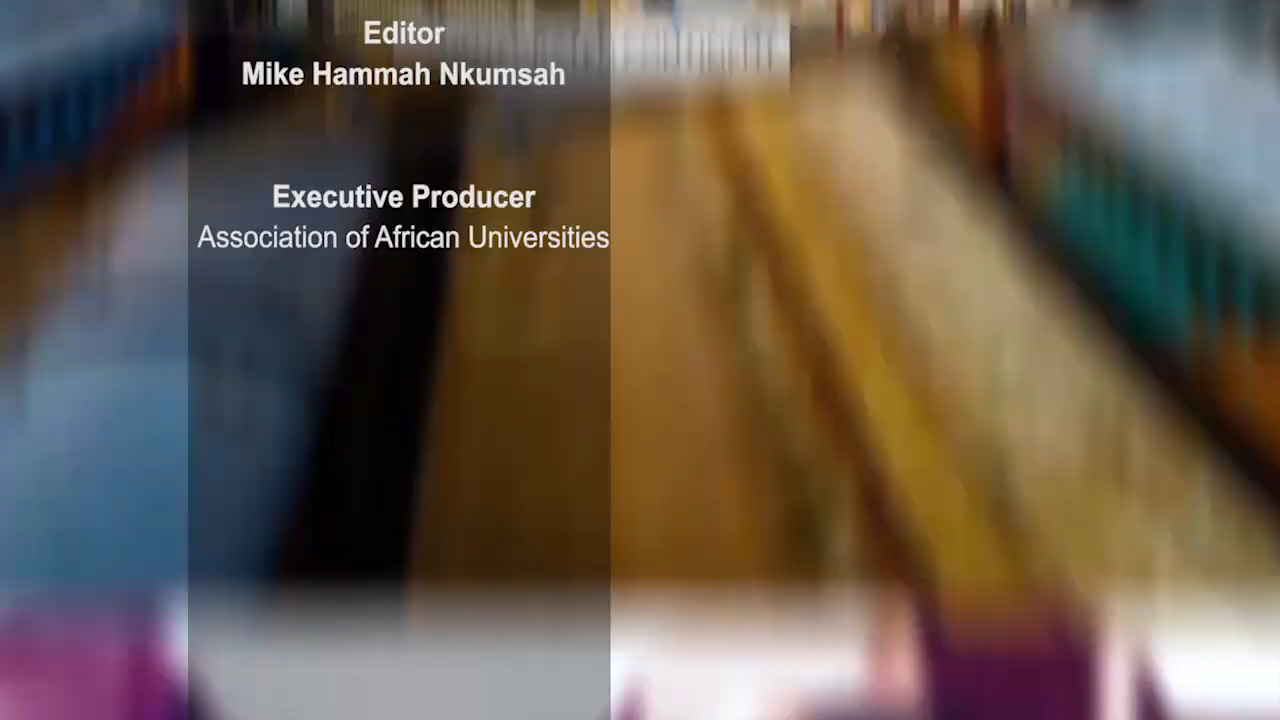 Editor
Mike Hammah Nkumsah
Executive Producer
Association of African Universities